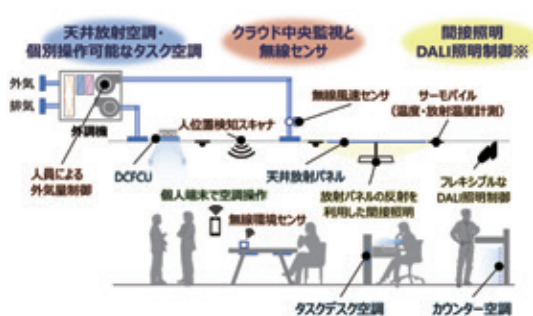 天井放射空調・
個別操作可能なタスク空調
クラウド中央監視と
無線センサ
間接照明
DALI照明制御※
外気
排気
外調機
人員による
外気量制御
DCFCU
人位置検知スキャナ
無線風速センサ
サーモパイル
(温度・放射温度計測)
天井放射パネル
放射パネルの反射を
利用した間接照明
フレキシブルな
DALI照明制御
個人端末で空調操作
無線環境センサ
タスクデスク空調
カウンター空調